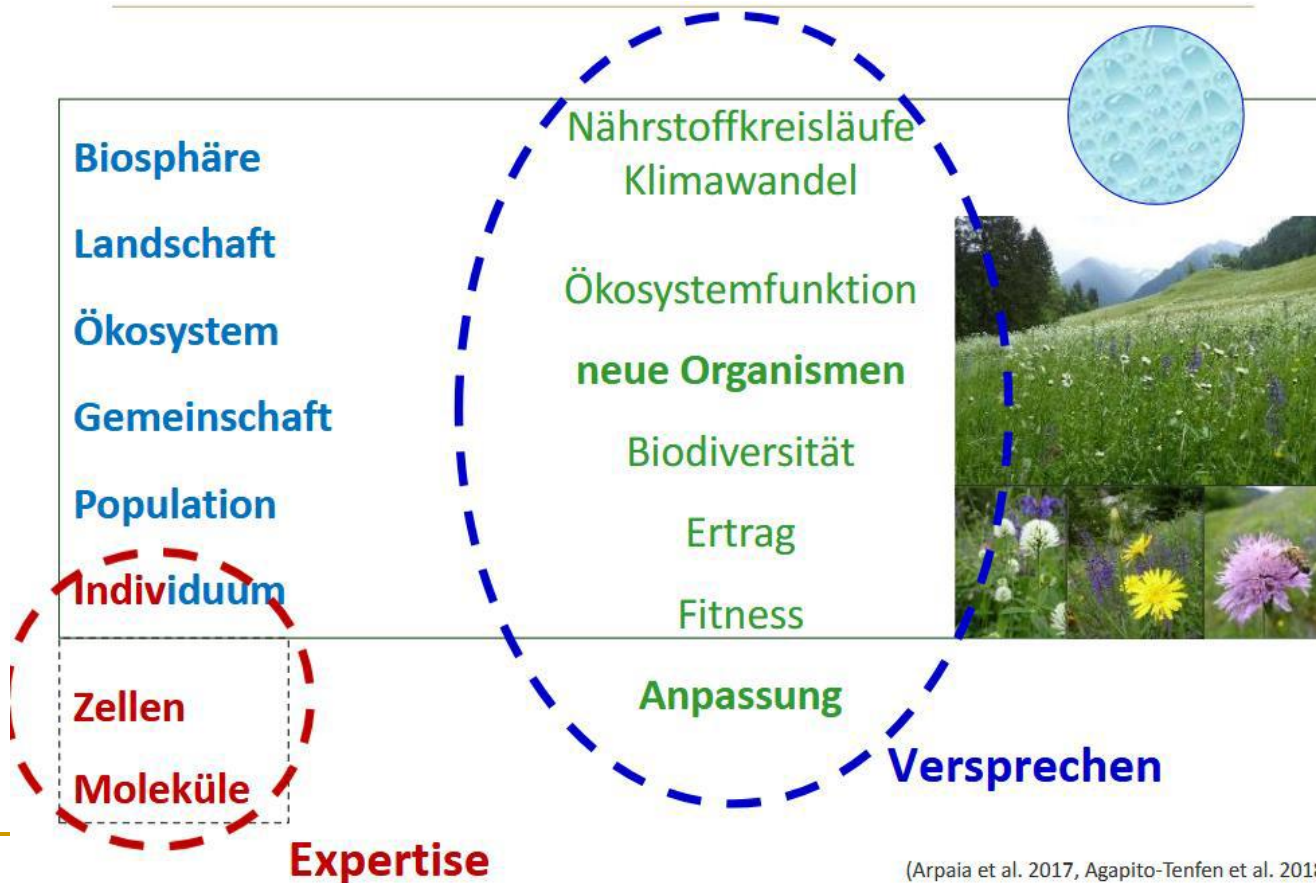 Biosphäre
Landschaft
Ökosystem
Gemeinschaft
Population
Individuum
Zellen
Moleküle
Expertise
Nährstoffkreisläufe
Klimawandel
Ökosystemfunktion
neue Organismen
Biodiversität
Ertrag
Fitness
Anpassung
Versprechen
(Arpaia et al. 2017, Agapito-Tenfen et al. 2018